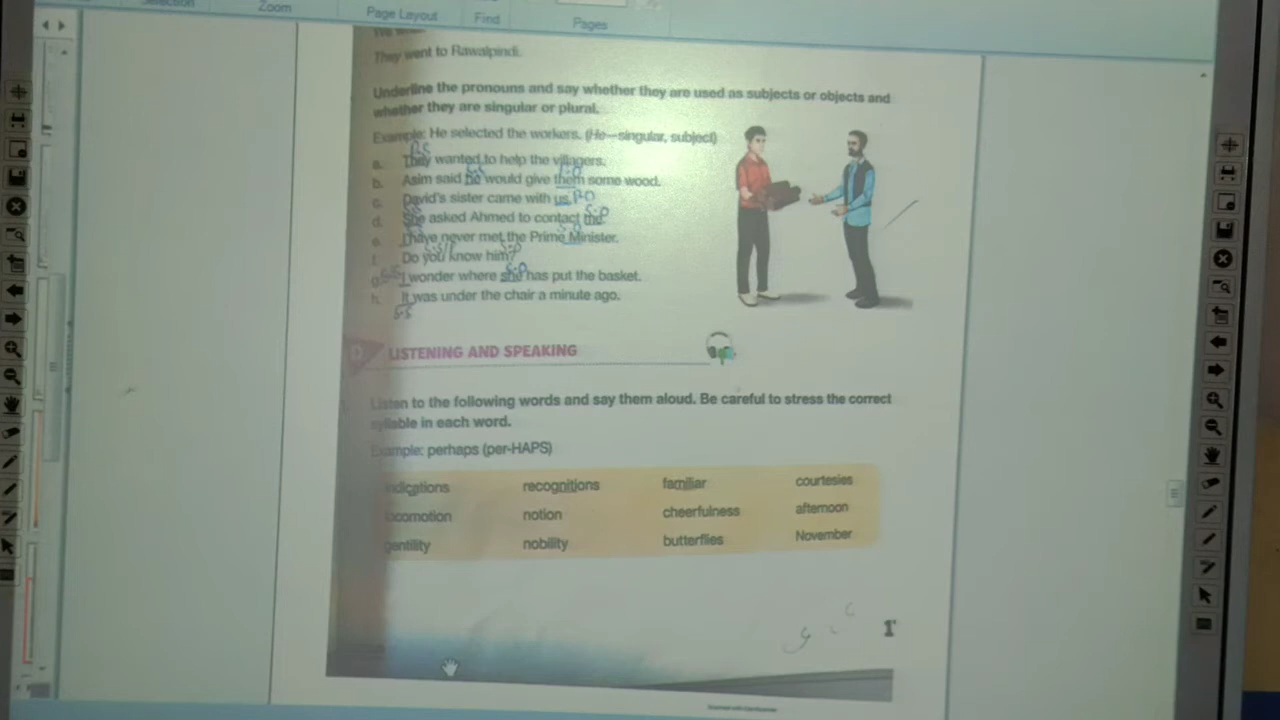 Selection
Zoom
Page Layout
Find
Pages
They went to Rawalpindi.
Underline the pronouns and say whether they are used as subjects or objects and
whether they are singular or plural.
Example: He selected the workers. (He—singular, subject)
P-S
a. They wanted to help the villagers.
S-S P-O
b. Asim said he would give them some wood.
c. David's sister came with us. P-O
S-S S-O
d. She asked Ahmed to contact me.
e. I have never met the Prime Minister.
S-O
f. Do you know him?
S-S S-O
g. I wonder where she has put the basket.
h. It was under the chair a minute ago.
S-S
D LISTENING AND SPEAKING
Listen to the following words and say them aloud. Be careful to stress the correct
syllable in each word.
Example: perhaps (per-HAPS)
indications recognitions familiar courtesies
locomotion notion cheerfulness afternoon
gentility nobility butterflies November